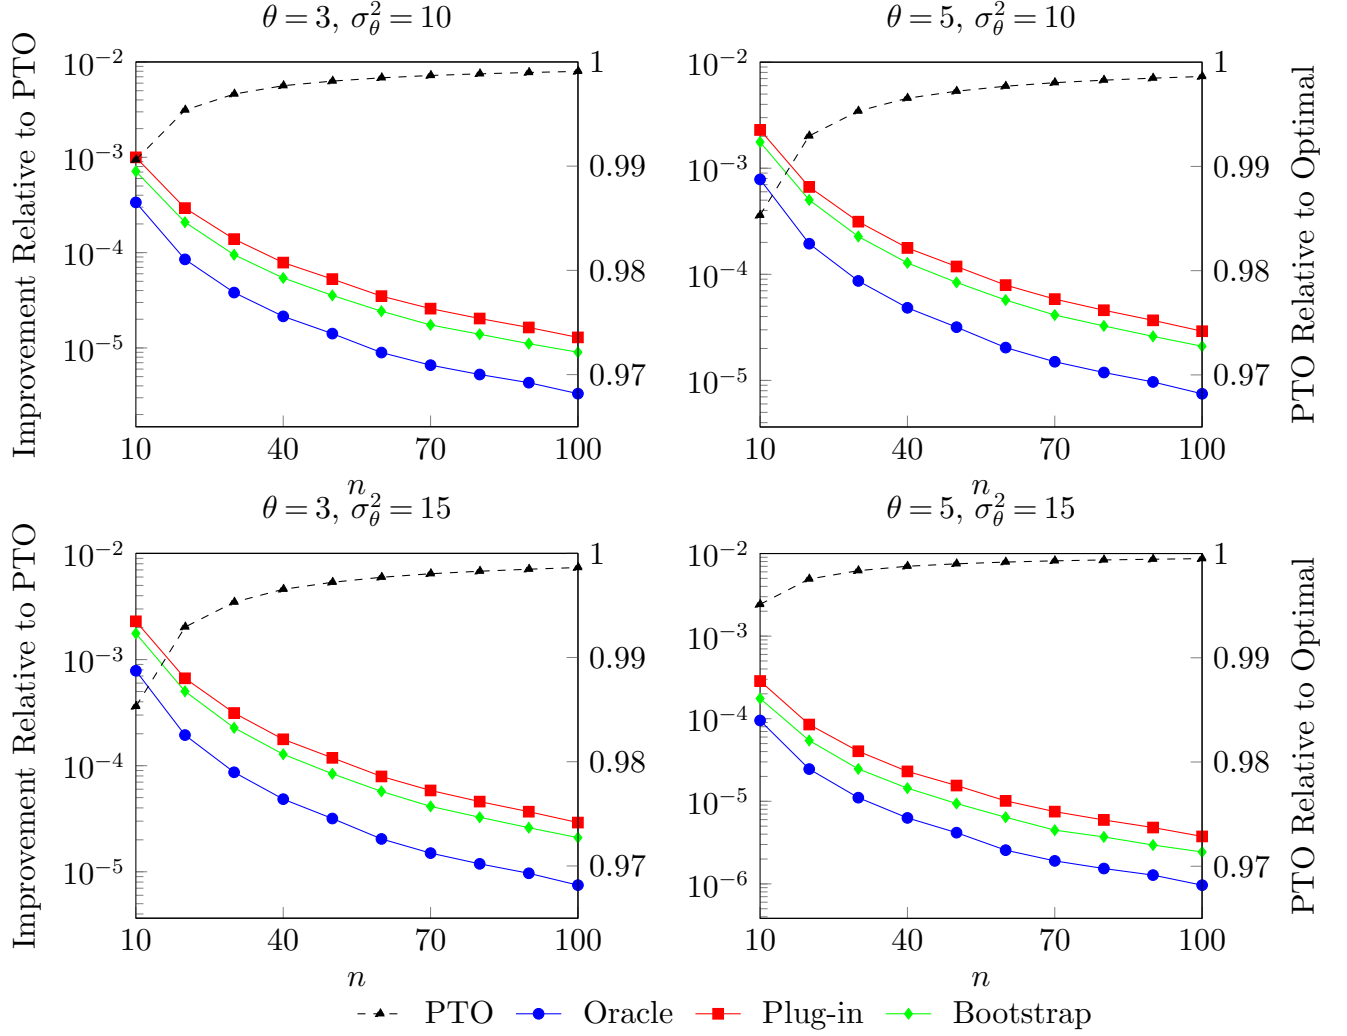 θ = 3, σ²_θ = 10
θ = 5, σ²_θ = 10
Improvement Relative to PTO
10⁻²
10⁻³
10⁻⁴
10⁻⁵
1
0.99
0.98
0.97
10 40 70 100
n
10⁻²
10⁻³
10⁻⁴
10⁻⁵
1
0.99
0.98
0.97
PTO Relative to Optimal
10 40 70 100
n
θ = 3, σ²_θ = 15
θ = 5, σ²_θ = 15
Improvement Relative to PTO
10⁻²
10⁻³
10⁻⁴
10⁻⁵
1
0.99
0.98
0.97
10 40 70 100
n
10⁻²
10⁻³
10⁻⁴
10⁻⁵
10⁻⁶
1
0.99
0.98
0.97
PTO Relative to Optimal
10 40 70 100
n
PTO Oracle Plug-in Bootstrap